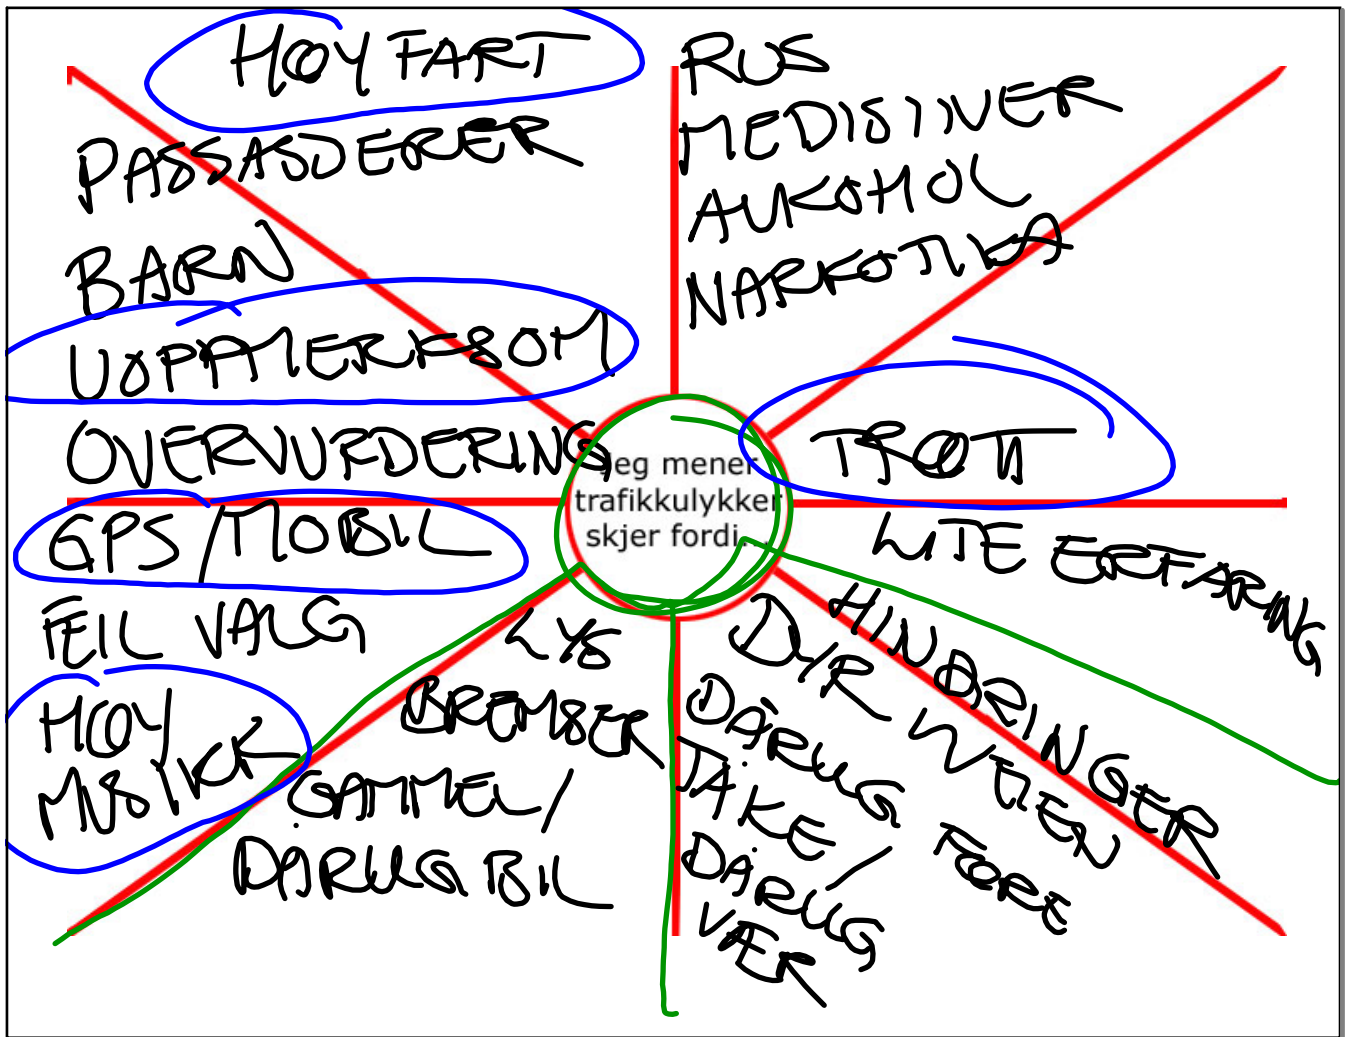 HØY FART
PASSASJERER
BARN
UOPPMERKSOM
OVERVURDERING
GPS/MOBIL
FEIL VALG
HØY
MUSIKK
RUS
MEDISINER
ALKOHOL
NARKOTIKA
TRØTT
LITE ERFARING
Jeg mener
trafikkulykker
skjer fordi...
LYS
BREMSER
GAMMEL/
DÅRLIG BIL
HINDRINGER
DYR I VEIEN
DÅRLIG FØRE
TÅKE/
DÅRLIG
VÆR